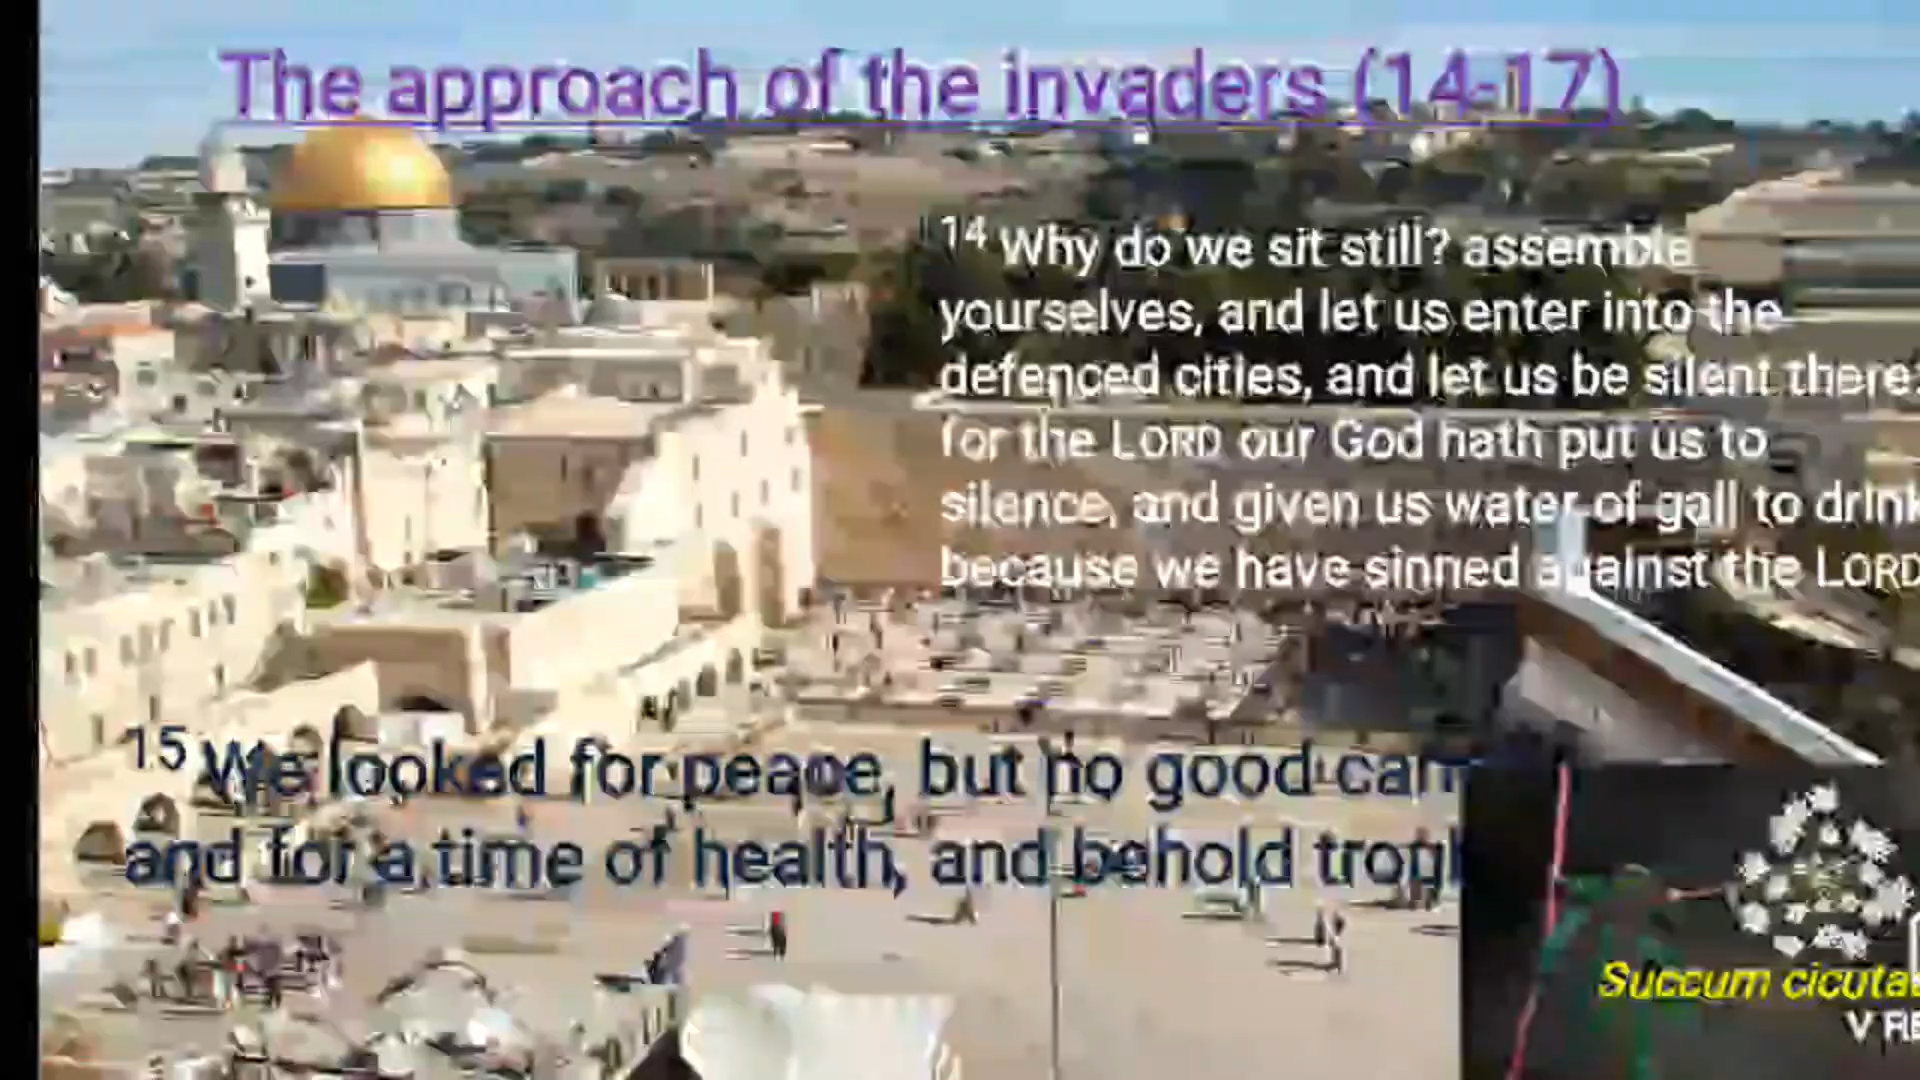 The approach of the invaders (14-17)
14 Why do we sit still? assemble
yourselves, and let us enter into the
defenced cities, and let us be silent there:
for the LORD our God hath put us to
silence, and given us water of gall to drink
because we have sinned against the LORD
15 We looked for peace, but no good cam
and for a time of health, and behold trou
Succum cicutae
V